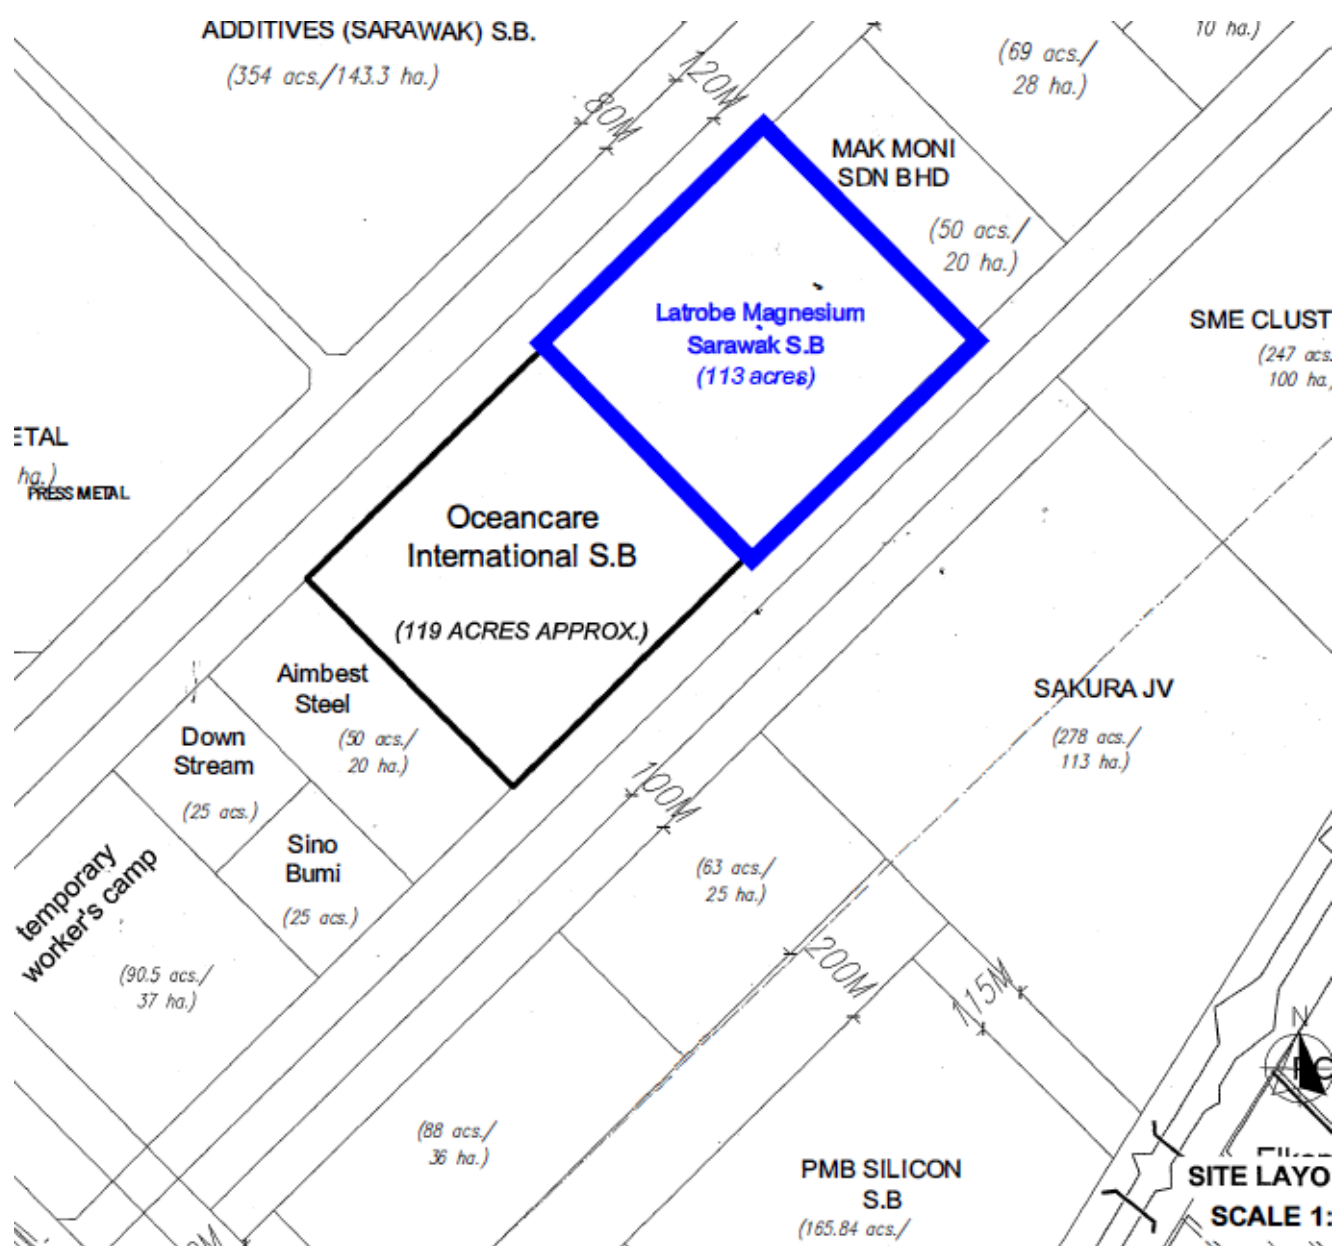 ADDITIVES (SARAWAK) S.B.
(354 acs./143.3 ha.)
10 ha.)
(69 acs./
28 ha.)
120M
80M
MAK MONI
SDN BHD
(50 acs./
20 ha.)
Latrobe Magnesium
Sarawak S.B
(113 acres)
SME CLUST
(247 acs.
100 ha.)
ETAL
ha.)
PRESS METAL
Oceancare
International S.B
(119 ACRES APPROX.)
Aimbest
Steel
(50 acs./
20 ha.)
SAKURA JV
(278 acs./
113 ha.)
Down
Stream
(25 acs.)
100M
Sino
Bumi
(25 acs.)
(63 acs./
25 ha.)
temporary
worker's camp
(90.5 acs./
37 ha.)
200M
115M
N
(88 acs./
36 ha.)
PMB SILICON
S.B
(165.84 acs./
SITE LAYO
SCALE 1: